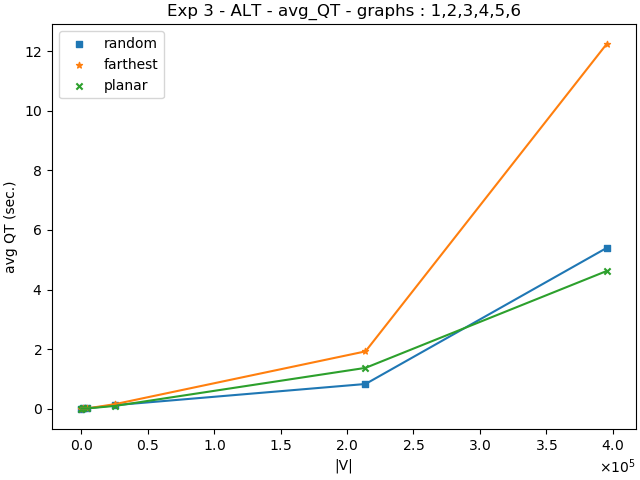 Exp 3 - ALT - avg_QT - graphs : 1,2,3,4,5,6
random
farthest
planar
avg QT (sec.)
12
10
8
6
4
2
0
0.0 0.5 1.0 1.5 2.0 2.5 3.0 3.5 4.0
|V|
×10⁵